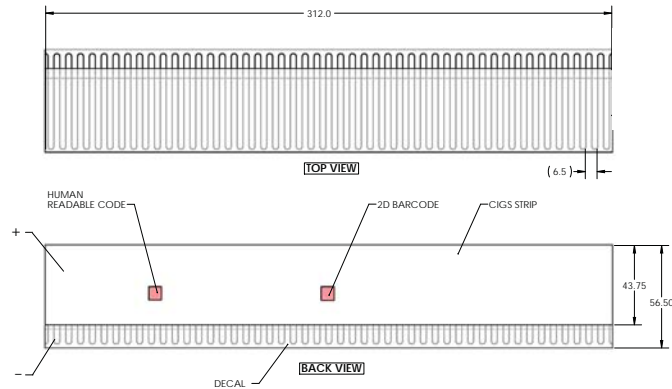 312.0
TOP VIEW
( 6.5 )
HUMAN
READABLE CODE
2D BARCODE
CIGS STRIP
+
43.75
56.50
−
BACK VIEW
DECAL